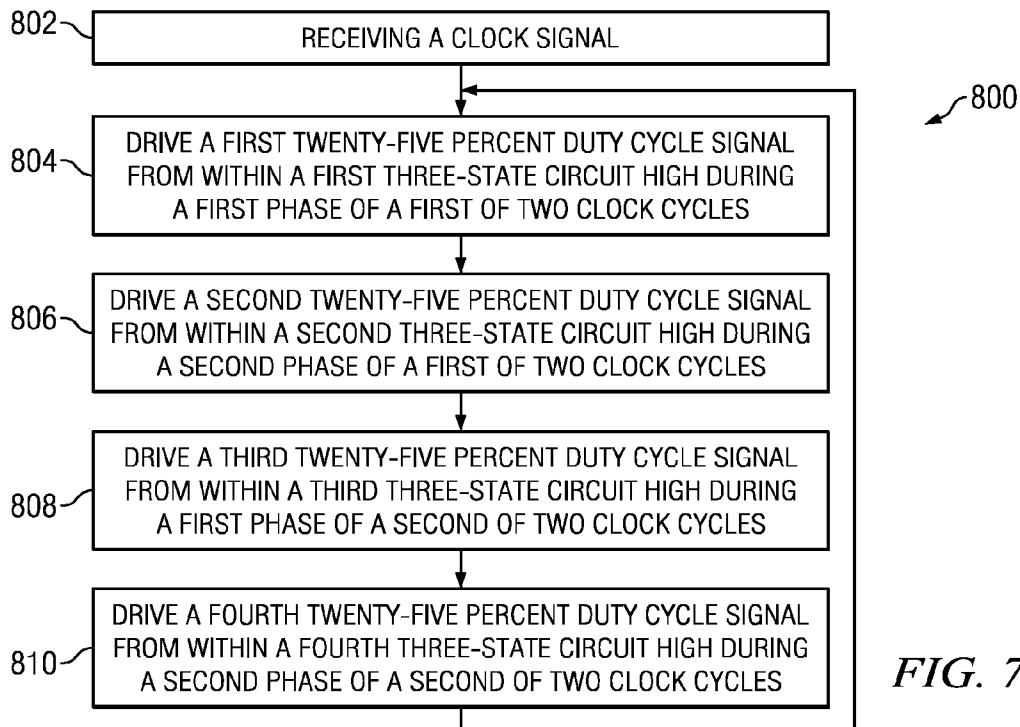 802
RECEIVING A CLOCK SIGNAL
800
804
DRIVE A FIRST TWENTY-FIVE PERCENT DUTY CYCLE SIGNAL
FROM WITHIN A FIRST THREE-STATE CIRCUIT HIGH DURING
A FIRST PHASE OF A FIRST OF TWO CLOCK CYCLES
806
DRIVE A SECOND TWENTY-FIVE PERCENT DUTY CYCLE SIGNAL
FROM WITHIN A SECOND THREE-STATE CIRCUIT HIGH DURING
A SECOND PHASE OF A FIRST OF TWO CLOCK CYCLES
808
DRIVE A THIRD TWENTY-FIVE PERCENT DUTY CYCLE SIGNAL
FROM WITHIN A THIRD THREE-STATE CIRCUIT HIGH DURING
A FIRST PHASE OF A SECOND OF TWO CLOCK CYCLES
810
DRIVE A FOURTH TWENTY-FIVE PERCENT DUTY CYCLE SIGNAL
FROM WITHIN A FOURTH THREE-STATE CIRCUIT HIGH DURING
A SECOND PHASE OF A SECOND OF TWO CLOCK CYCLES
FIG. 7